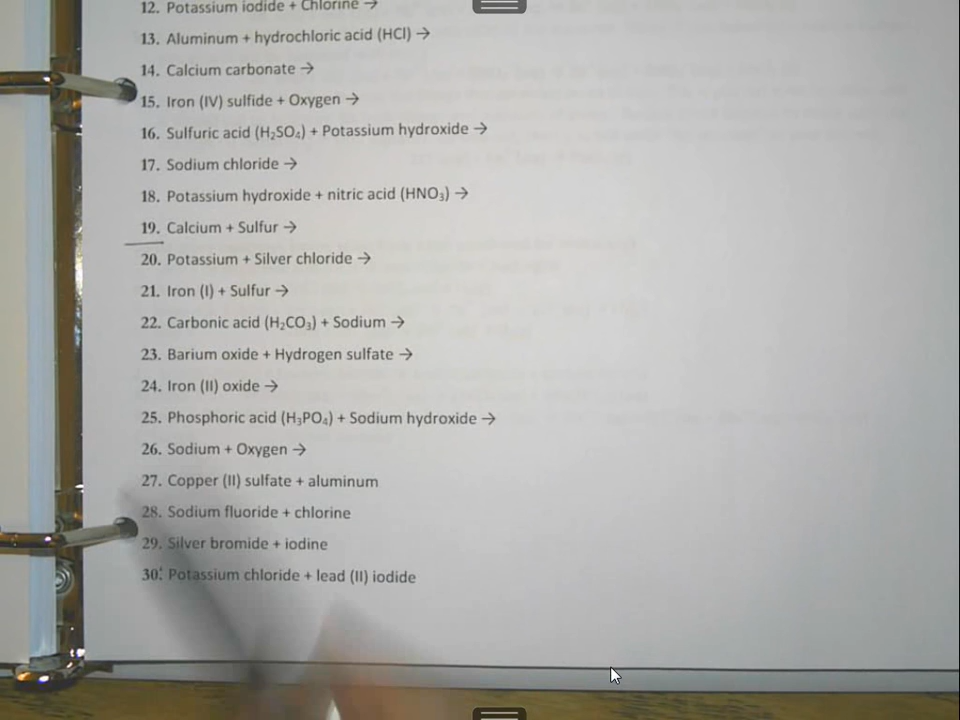 12. Potassium iodide + Chlorine →
13. Aluminum + hydrochloric acid (HCl) →
14. Calcium carbonate →
15. Iron (IV) sulfide + Oxygen →
16. Sulfuric acid (H₂SO₄) + Potassium hydroxide →
17. Sodium chloride →
18. Potassium hydroxide + nitric acid (HNO₃) →
19. Calcium + Sulfur →
20. Potassium + Silver chloride →
21. Iron (I) + Sulfur →
22. Carbonic acid (H₂CO₃) + Sodium →
23. Barium oxide + Hydrogen sulfate →
24. Iron (II) oxide →
25. Phosphoric acid (H₃PO₄) + Sodium hydroxide →
26. Sodium + Oxygen →
27. Copper (II) sulfate + aluminum
28. Sodium fluoride + chlorine
29. Silver bromide + iodine
30. Potassium chloride + lead (II) iodide